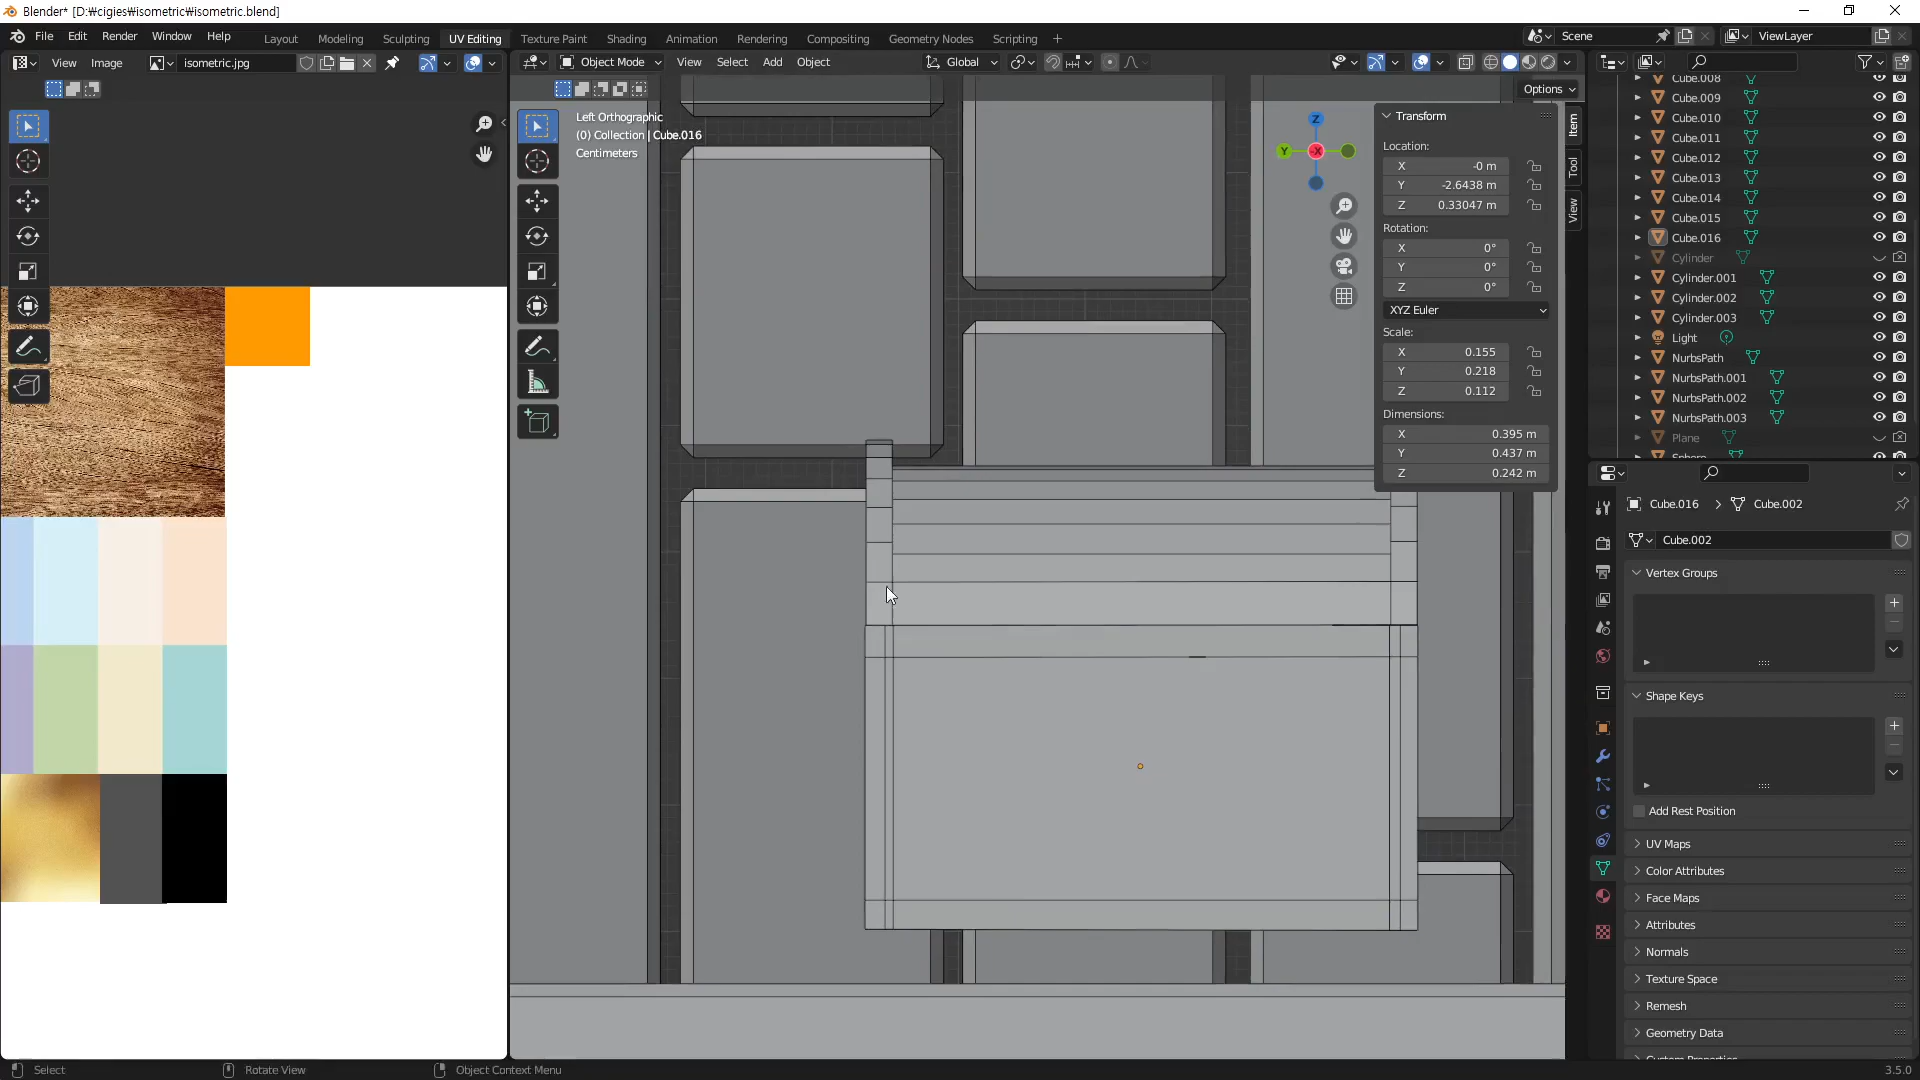 Blender* [D:￦cigies￦isometric￦isometric.blend]
File Edit Render Window Help Layout Modeling Sculpting UV Editing Texture Paint Shading Animation Rendering Compositing Geometry Nodes Scripting + Scene ViewLayer
View Image isometric.jpg Object Mode View Select Add Object Global
Options
Left Orthographic
(0) Collection | Cube.016
Centimeters
Z
Y
-X
Item
Tool
View
Transform
Location:
X -0 m
Y -2.6438 m
Z 0.33047 m
Rotation:
X 0°
Y 0°
Z 0°
XYZ Euler
Scale:
X 0.155
Y 0.218
Z 0.112
Dimensions:
X 0.395 m
Y 0.437 m
Z 0.242 m
Cube.008
Cube.009
Cube.010
Cube.011
Cube.012
Cube.013
Cube.014
Cube.015
Cube.016
Cylinder
Cylinder.001
Cylinder.002
Cylinder.003
Light
NurbsPath
NurbsPath.001
NurbsPath.002
NurbsPath.003
Plane
Sphere
Cube.016 > Cube.002
Cube.002
Vertex Groups
Shape Keys
Add Rest Position
UV Maps
Color Attributes
Face Maps
Attributes
Normals
Texture Space
Remesh
Geometry Data
Custom Properties
Select Rotate View Object Context Menu 3.5.0